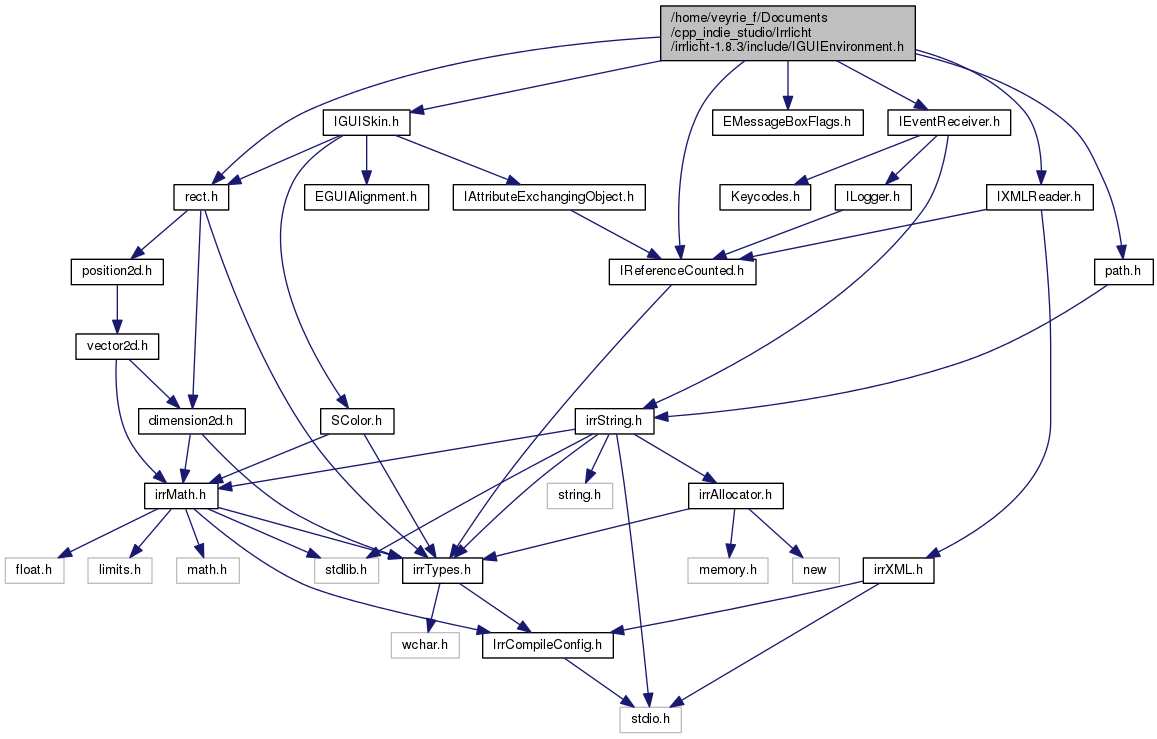 /home/veyrie_f/Documents
/cpp_indie_studio/Irrlicht
/irrlicht-1.8.3/include/IGUIEnvironment.h
IGUISkin.h
EMessageBoxFlags.h
IEventReceiver.h
rect.h
EGUIAlignment.h
IAttributeExchangingObject.h
Keycodes.h
ILogger.h
IXMLReader.h
position2d.h
IReferenceCounted.h
path.h
vector2d.h
dimension2d.h
SColor.h
irrString.h
irrMath.h
string.h
irrAllocator.h
float.h
limits.h
math.h
stdlib.h
irrTypes.h
memory.h
new
irrXML.h
wchar.h
IrrCompileConfig.h
stdio.h